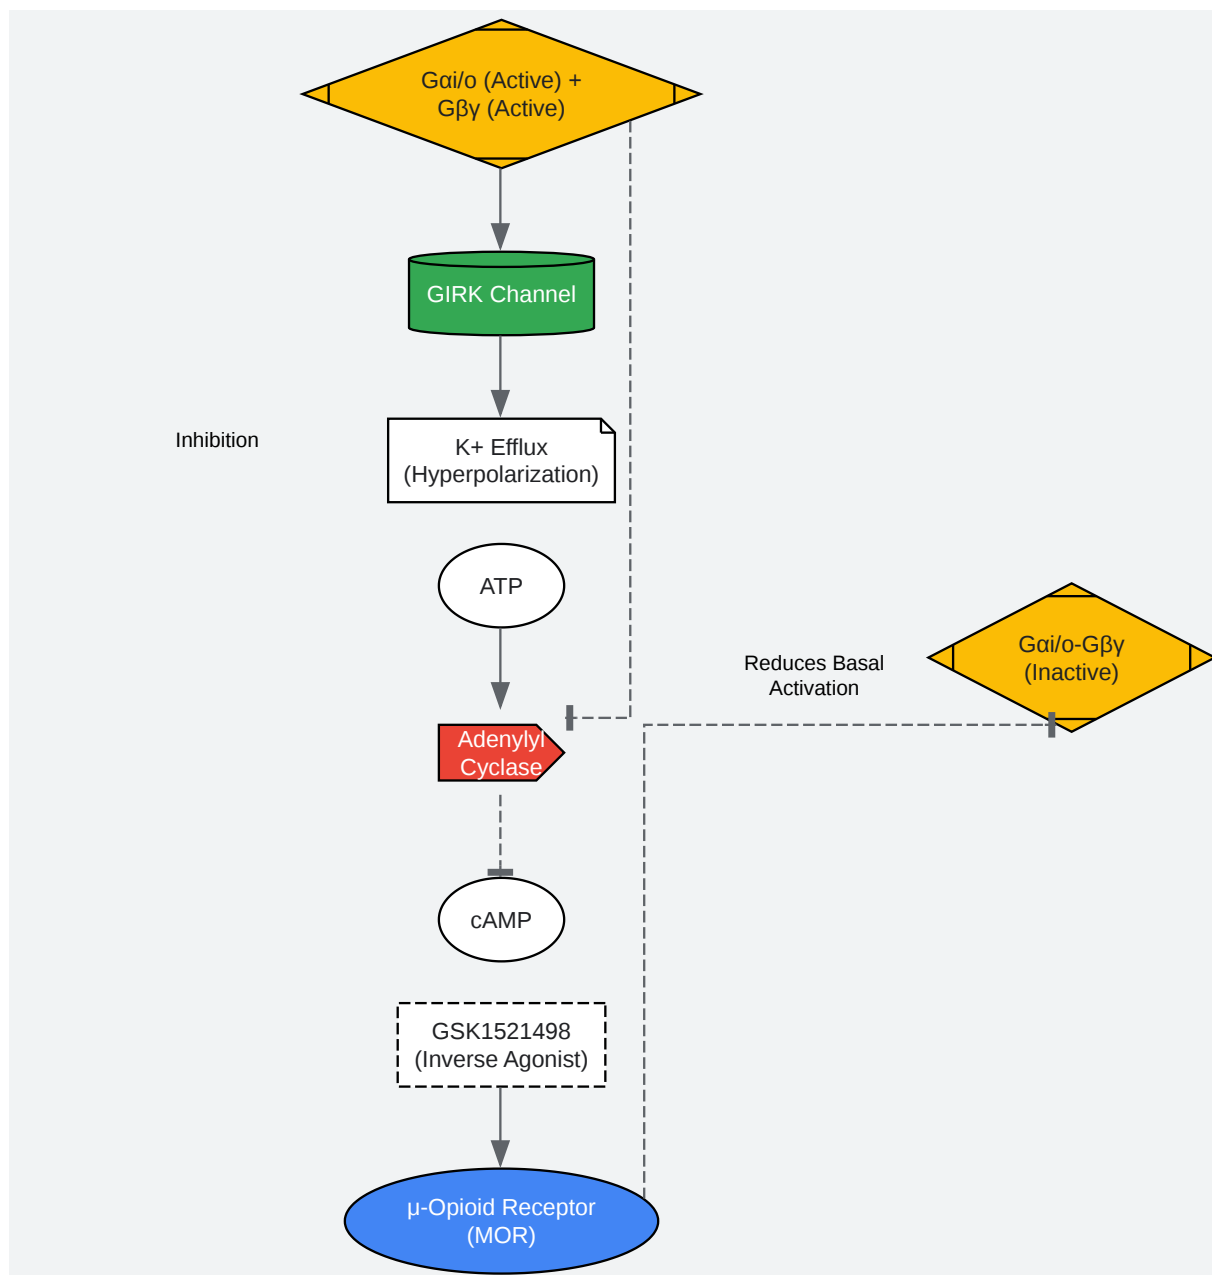 Gαi/o (Active) +
Gβγ (Active)
GIRK Channel
Inhibition
K+ Efflux
(Hyperpolarization)
ATP
Reduces Basal
Activation
Gαi/o-Gβγ
(Inactive)
Adenylyl
Cyclase
cAMP
GSK1521498
(Inverse Agonist)
μ-Opioid Receptor
(MOR)